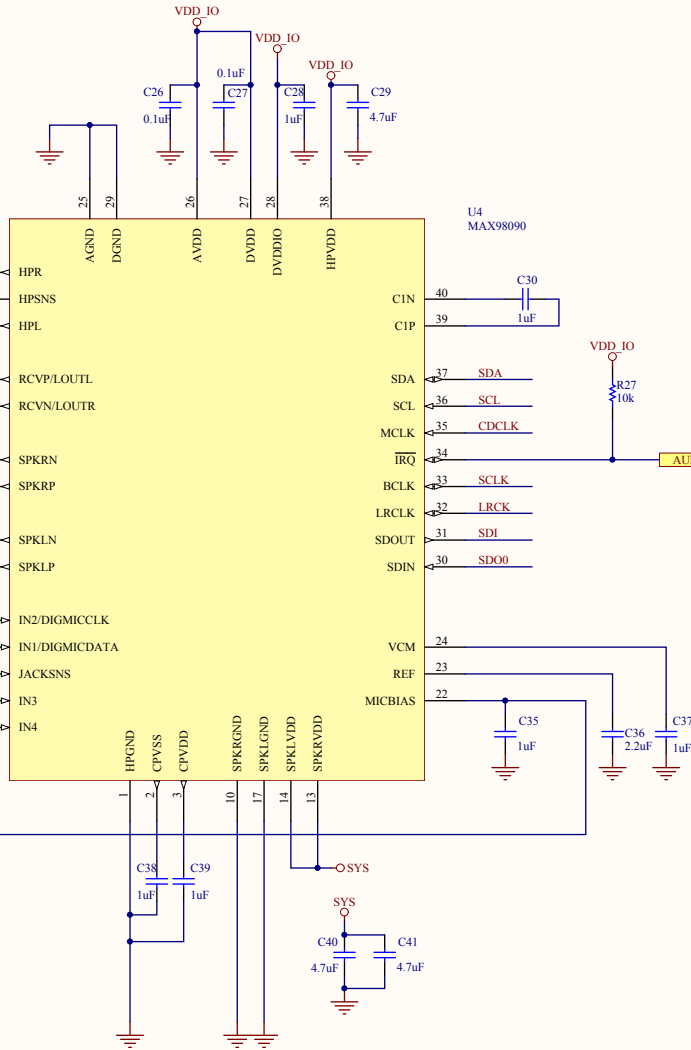 VDD_IO
VDD_IO
VDD_IO
C26
0.1uF
0.1uF
C27
C28
1uF
C29
4.7uF
25
29
26
27
28
38
AGND
DGND
AVDD
DVDD
DVDDIO
HPVDD
U4
MAX98090
HPR
HPSNS
HPL
RCVP/LOUTL
RCVN/LOUTR
SPKRN
SPKRP
SPKLN
SPKLP
IN2/DIGMICCLK
IN1/DIGMICDATA
JACKSNS
IN3
IN4
C1N 40
C1P 39
C30
1uF
VDD_IO
R27
10k
SDA 37 SDA
SCL 36 SCL
MCLK 35 CDCLK
IRQ 34
AU
BCLK 33 SCLK
LRCLK 32 LRCK
SDOUT 31 SDI
SDIN 30 SDO0
VCM 24
REF 23
MICBIAS 22
C35
1uF
C36
2.2uF
C37
1uF
HPGND
CPVSS
CPVDD
SPKRGND
SPKLGND
SPKLVDD
SPKRVDD
1
2
3
10
17
14
13
C38
1uF
C39
1uF
SYS
SYS
C40
4.7uF
C41
4.7uF